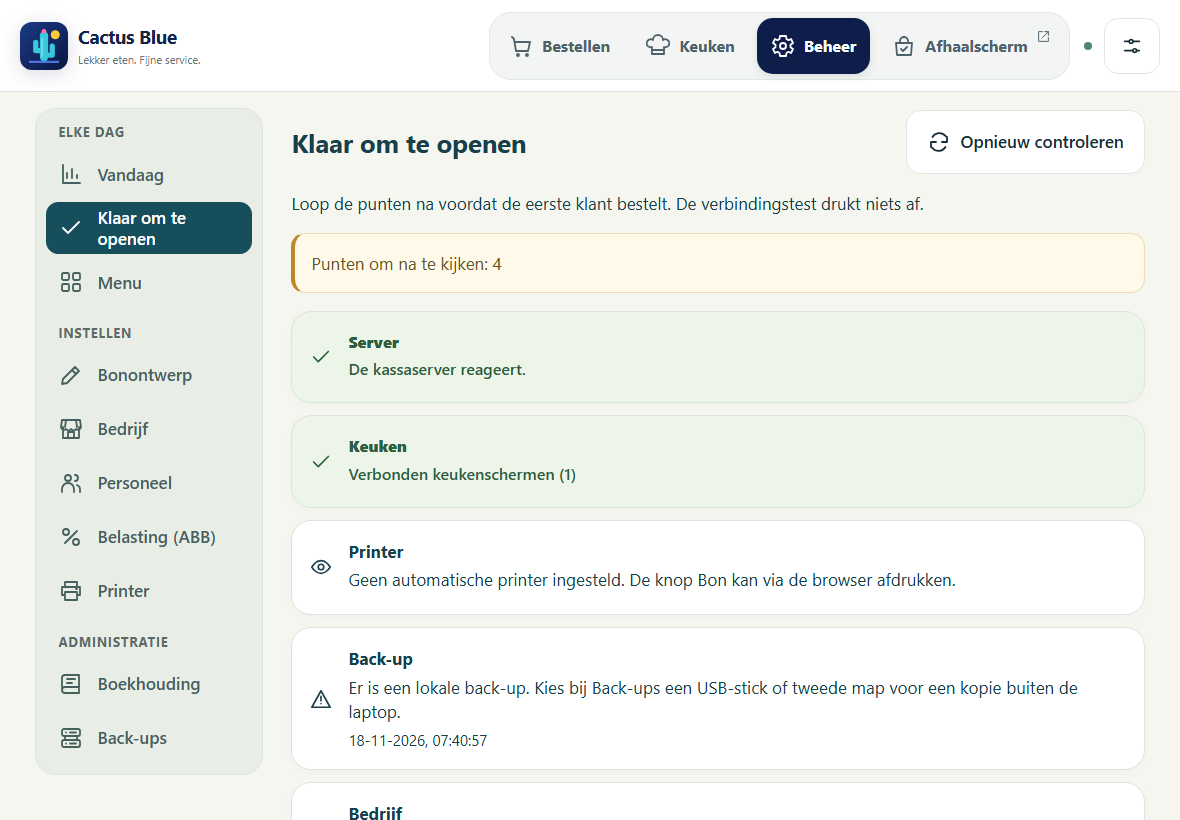 Cactus Blue
Lekker eten. Fijne service.
Bestellen
Keuken
Beheer
Afhaalscherm
ELKE DAG
Vandaag
Klaar om te
openen
Menu
INSTELLEN
Bonontwerp
Bedrijf
Personeel
Belasting (ABB)
Printer
ADMINISTRATIE
Boekhouding
Back-ups
Klaar om te openen
Opnieuw controleren
Loop de punten na voordat de eerste klant bestelt. De verbindingstest drukt niets af.
Punten om na te kijken: 4
Server
De kassaserver reageert.
Keuken
Verbonden keukenschermen (1)
Printer
Geen automatische printer ingesteld. De knop Bon kan via de browser afdrukken.
Back-up
Er is een lokale back-up. Kies bij Back-ups een USB-stick of tweede map voor een kopie buiten de
laptop.
18-11-2026, 07:40:57
Bedrijf